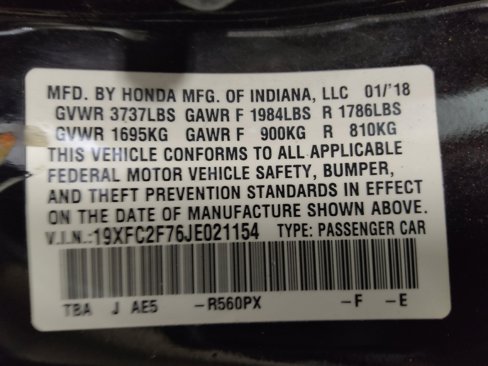 MFD. BY HONDA MFG. OF INDIANA, LLC 01/'18
GVWR 3737LBS GAWR F 1984LBS R 1786LBS
GVWR 1695KG GAWR F 900KG R 810KG
THIS VEHICLE CONFORMS TO ALL APPLICABLE
FEDERAL MOTOR VEHICLE SAFETY, BUMPER,
AND THEFT PREVENTION STANDARDS IN EFFECT
ON THE DATE OF MANUFACTURE SHOWN ABOVE.
V.I.N.:19XFC2F76JE021154 TYPE: PASSENGER CAR
TBA J AE5 -R560PX -F -E